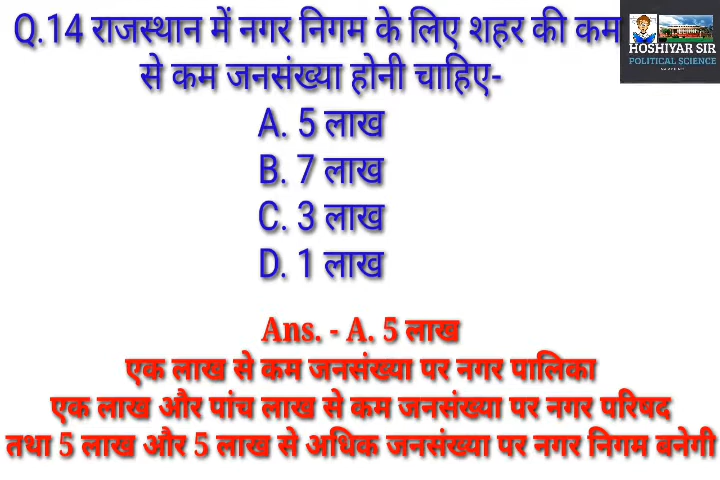 Q.14 राजस्थान में नगर निगम के लिए शहर की कम
से कम जनसंख्या होनी चाहिए-
A. 5 लाख
B. 7 लाख
C. 3 लाख
D. 1 लाख
HOSHIYAR SIR
POLITICAL SCIENCE
Ans. - A. 5 लाख
एक लाख से कम जनसंख्या पर नगर पालिका
एक लाख और पांच लाख से कम जनसंख्या पर नगर परिषद
तथा 5 लाख और 5 लाख से अधिक जनसंख्या पर नगर निगम बनेगी